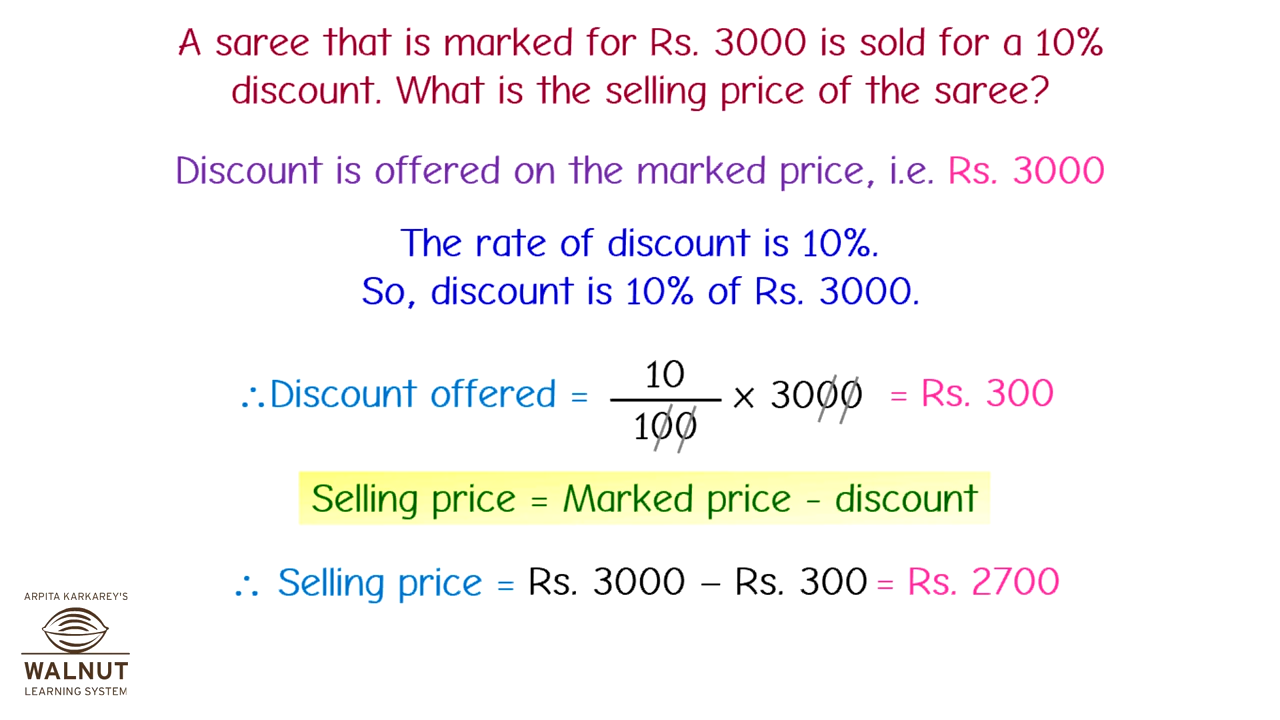 A saree that is marked for Rs. 3000 is sold for a 10%
discount. What is the selling price of the saree?
Discount is offered on the marked price, i.e. Rs. 3000
The rate of discount is 10%.
So, discount is 10% of Rs. 3000.
∴Discount offered = 10/100 × 3000 = Rs. 300
Selling price = Marked price - discount
∴ Selling price = Rs. 3000 – Rs. 300 = Rs. 2700
ARPITA KARKAREY'S
WALNUT
LEARNING SYSTEM